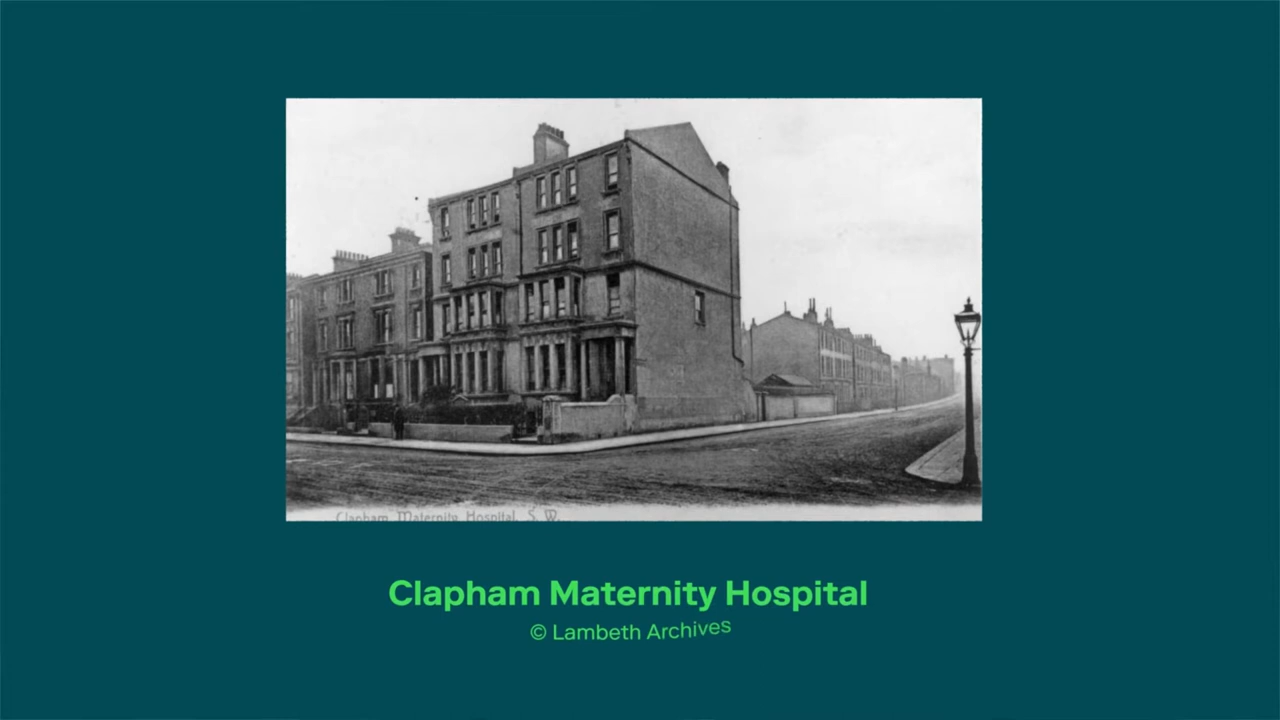 Clapham Maternity Hospital, S. W.
Clapham Maternity Hospital
© Lambeth Archives